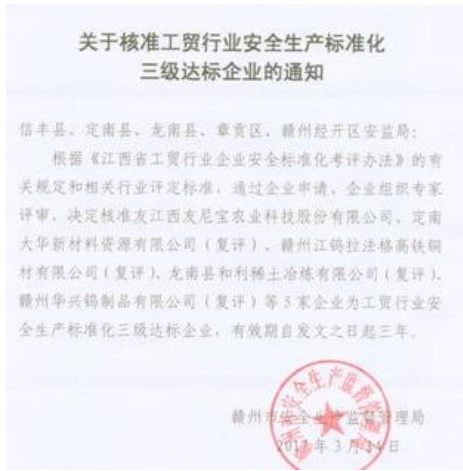 关于核准工贸行业安全生产标准化
三级达标企业的通知
信丰县、定南县、龙南县、章贡区、赣州经开区安监局：
根据《江西省工贸行业企业安全标准化考评办法》的有
关规定和相关行业评定标准，通过企业申请、企业组织专家
评审、决定核准友江西友尼宝农业科技股份有限公司、定南
大华新材料资源有限公司（复评）、赣州江钨拉法格高铁铜
材有限公司（复评）、龙南县和利稀土冶炼有限公司（复评）、
赣州华兴钨制品有限公司（复评）等5家企业为工贸行业安
全生产标准化三级达标企业，有效期自发文之日起三年。
赣州市安全生产监督管理局
2017年3月14日